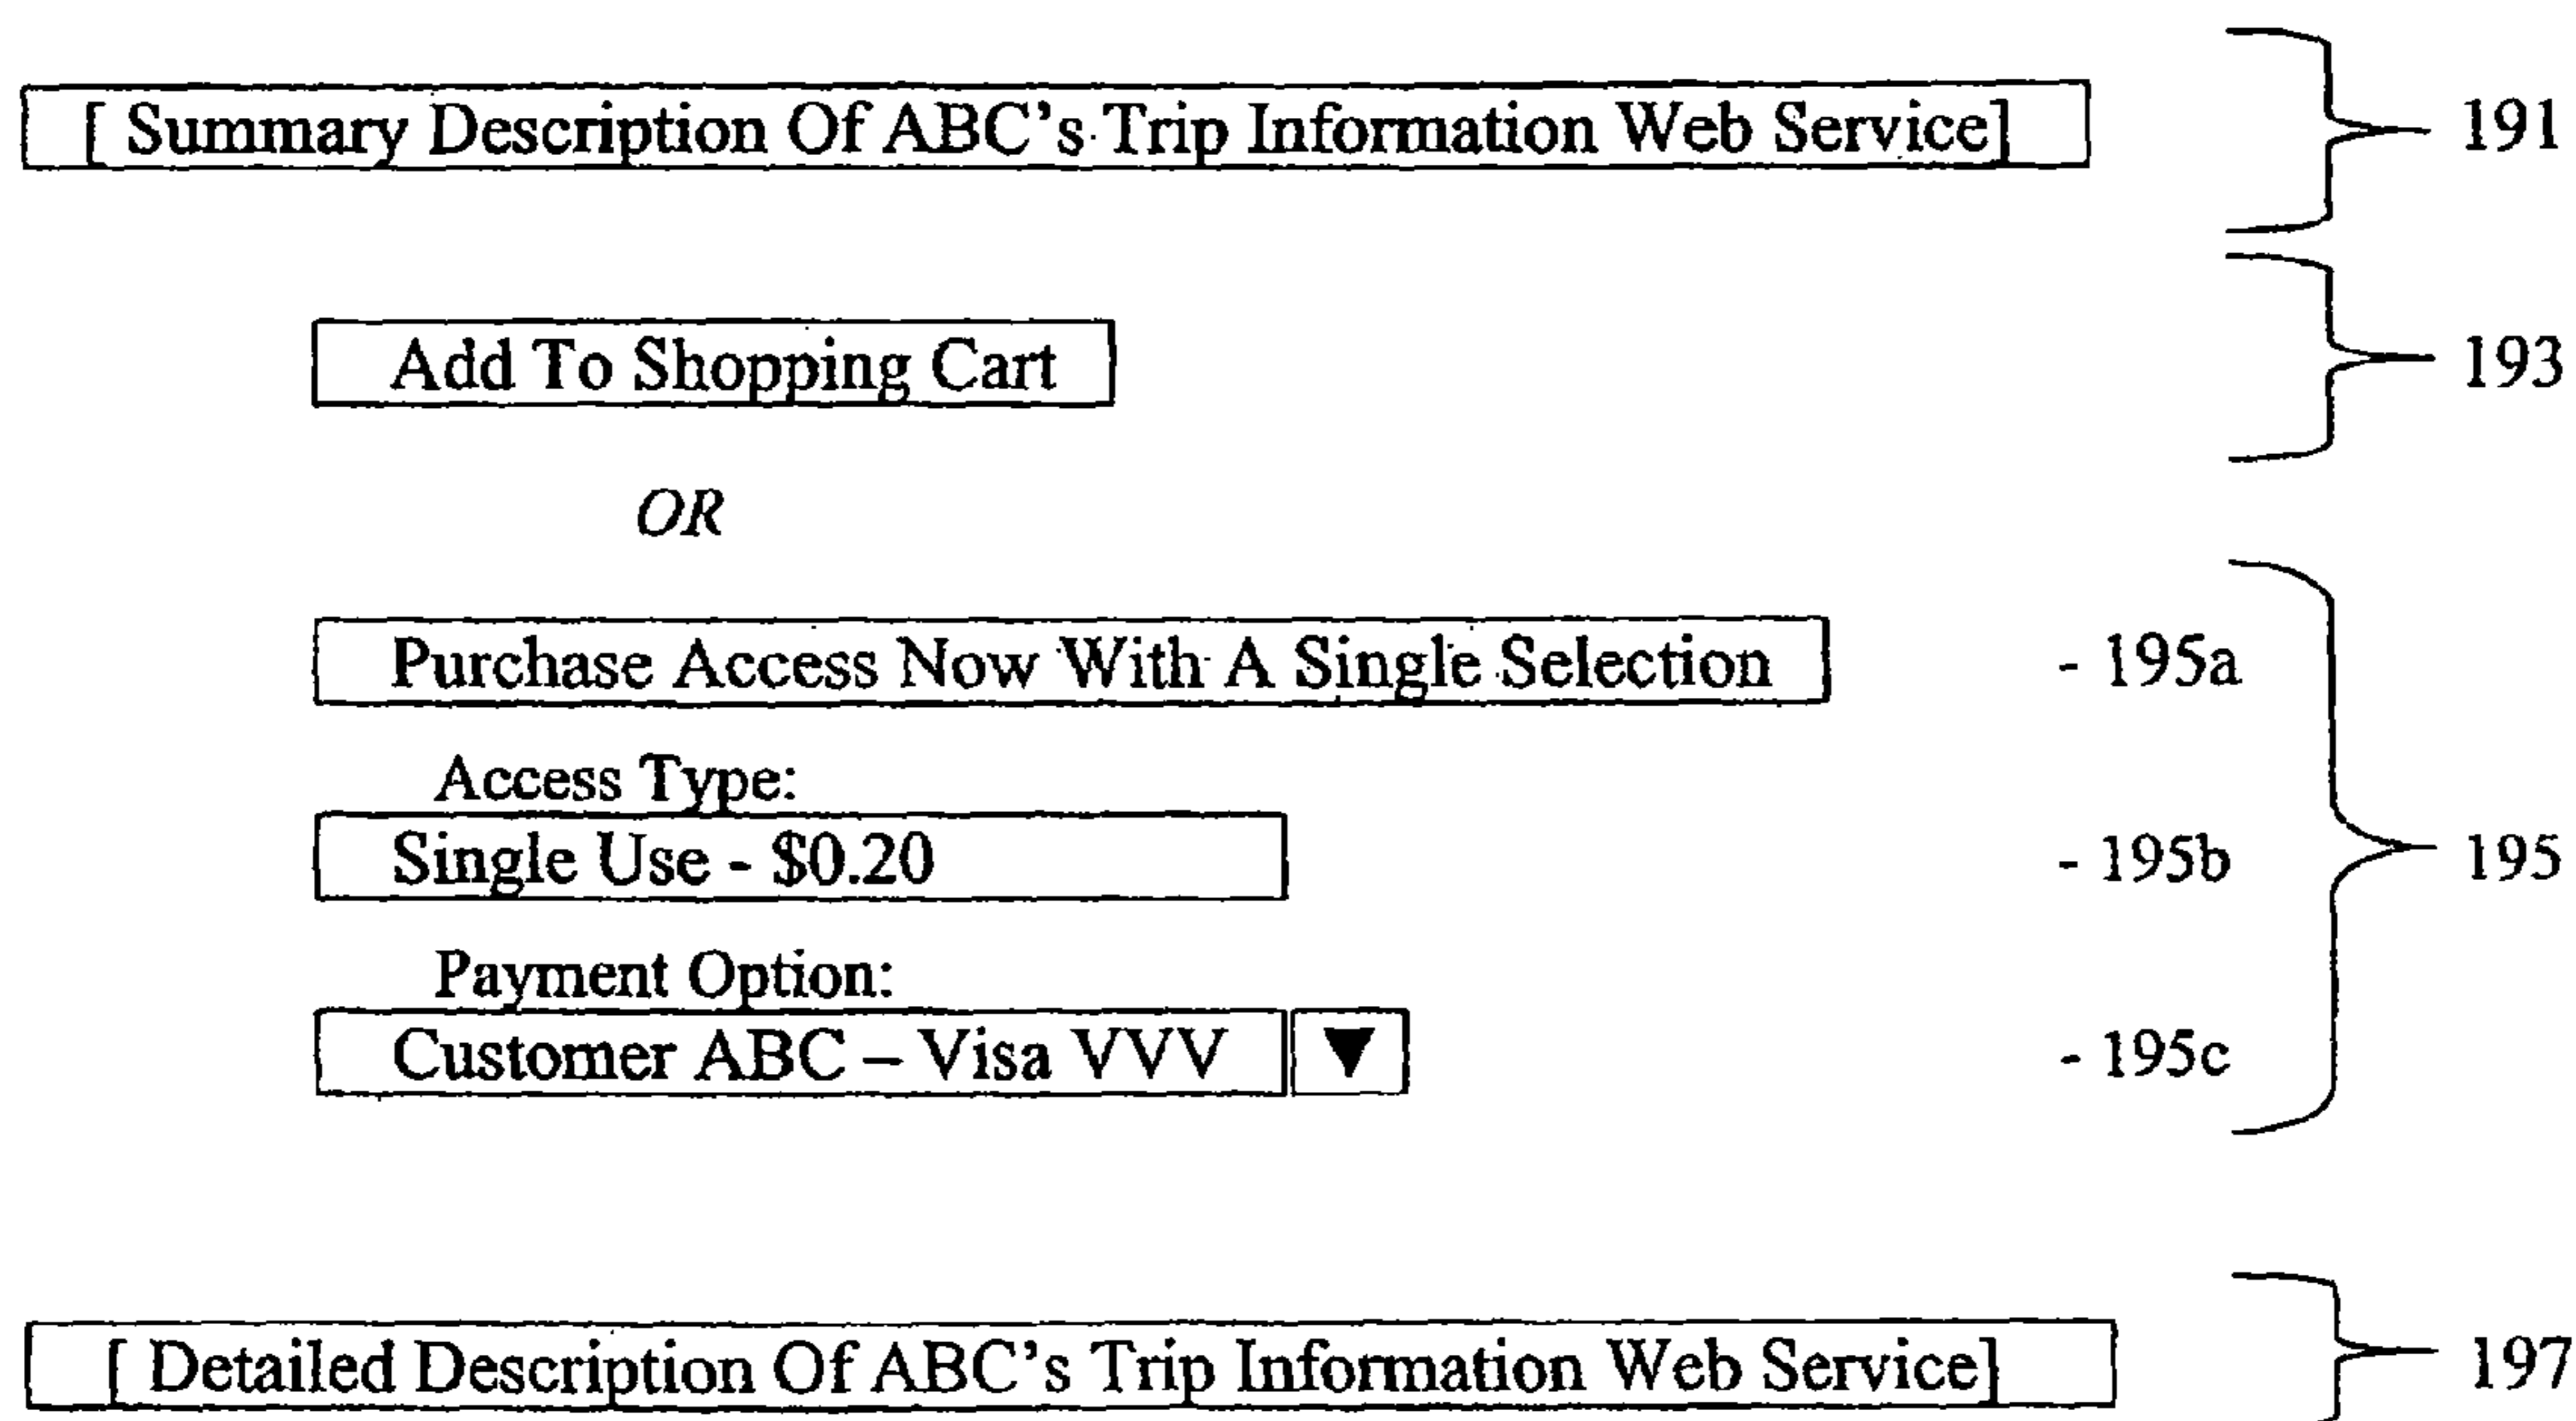 [ Summary Description Of ABC's Trip Information Web Service] 191
Add To Shopping Cart 193
OR
Purchase Access Now With A Single Selection - 195a
Access Type:
Single Use - $0.20 - 195b 195
Payment Option:
Customer ABC – Visa VVV ▼ - 195c
[ Detailed Description Of ABC's Trip Information Web Service] 197